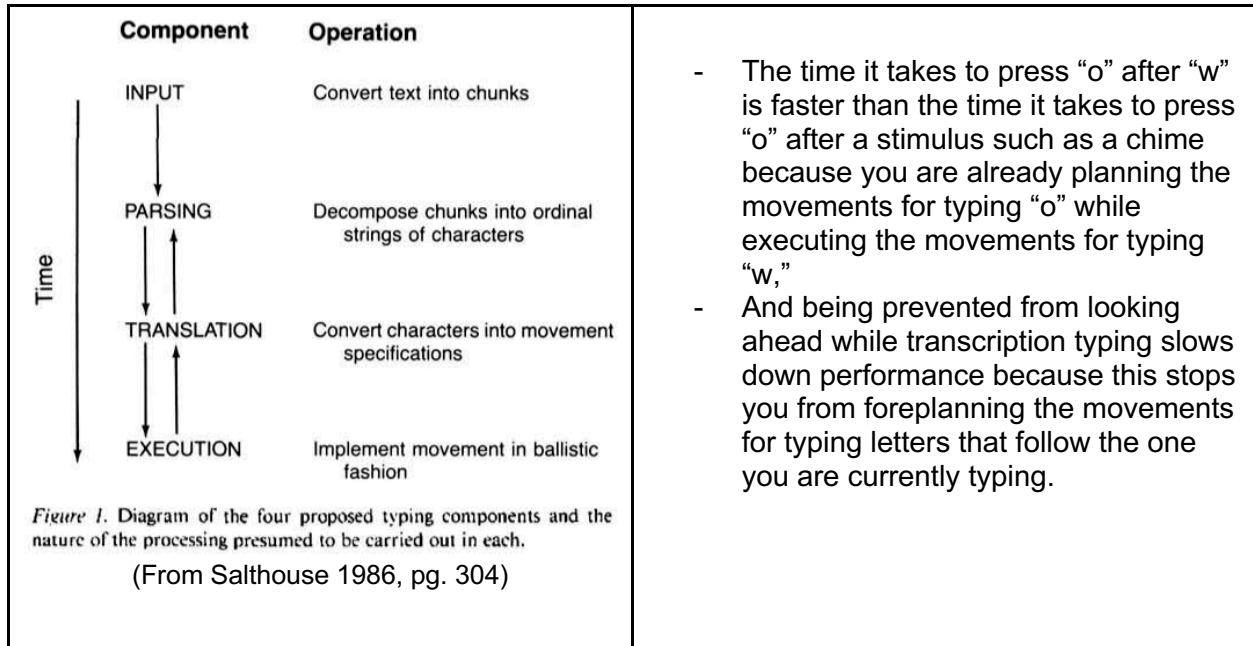 Component Operation
INPUT Convert text into chunks
PARSING Decompose chunks into ordinal
strings of characters
Time
TRANSLATION Convert characters into movement
specifications
EXECUTION Implement movement in ballistic
fashion
Figure 1. Diagram of the four proposed typing components and the
nature of the processing presumed to be carried out in each.
(From Salthouse 1986, pg. 304)
- The time it takes to press “o” after “w”
is faster than the time it takes to press
“o” after a stimulus such as a chime
because you are already planning the
movements for typing “o” while
executing the movements for typing
“w,”
- And being prevented from looking
ahead while transcription typing slows
down performance because this stops
you from foreplanning the movements
for typing letters that follow the one
you are currently typing.